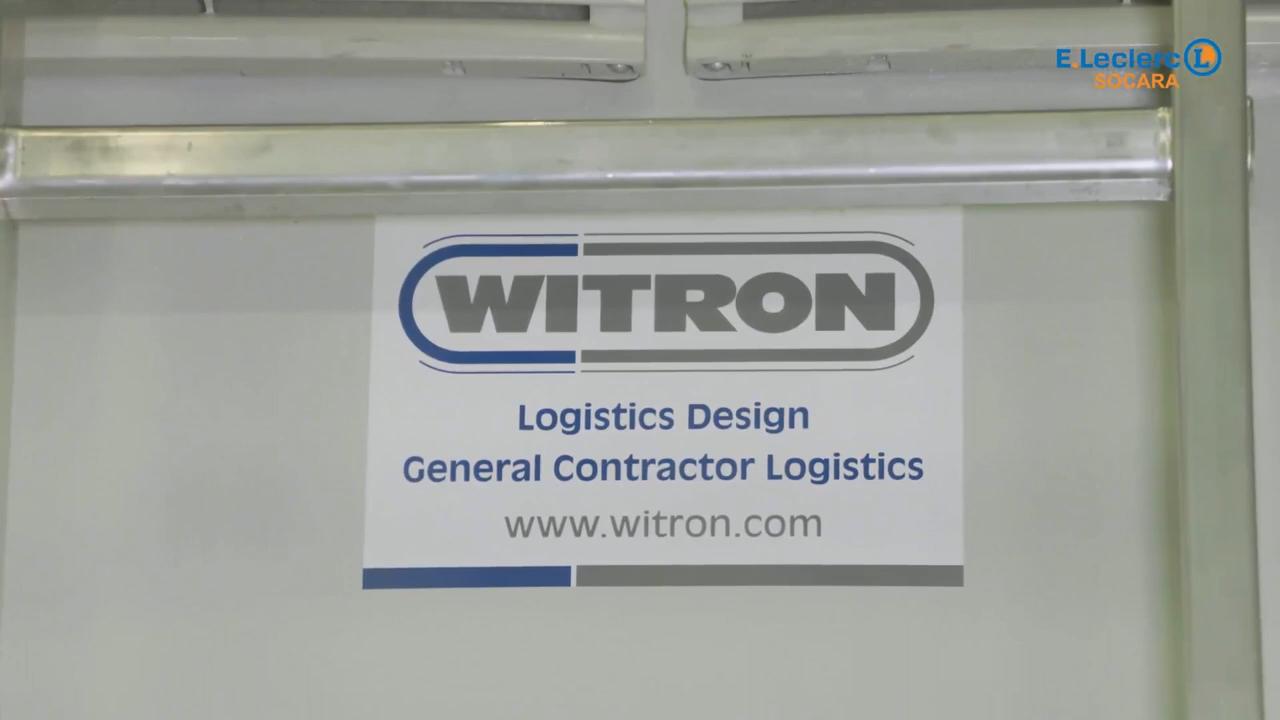 E.Leclerc L
SOCARA
WITRON
Logistics Design
General Contractor Logistics
www.witron.com